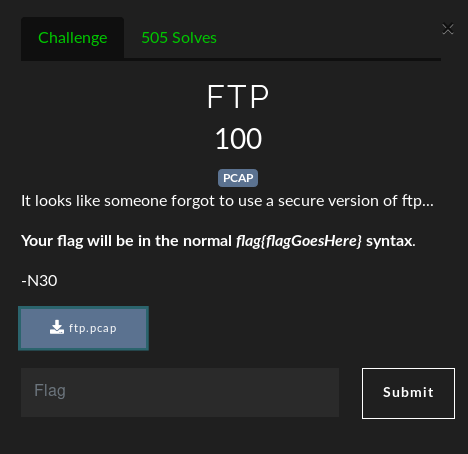 Challenge
505 Solves
×
FTP
100
PCAP
It looks like someone forgot to use a secure version of ftp...
Your flag will be in the normal flag{flagGoesHere} syntax.
-N30
ftp.pcap
Flag
Submit